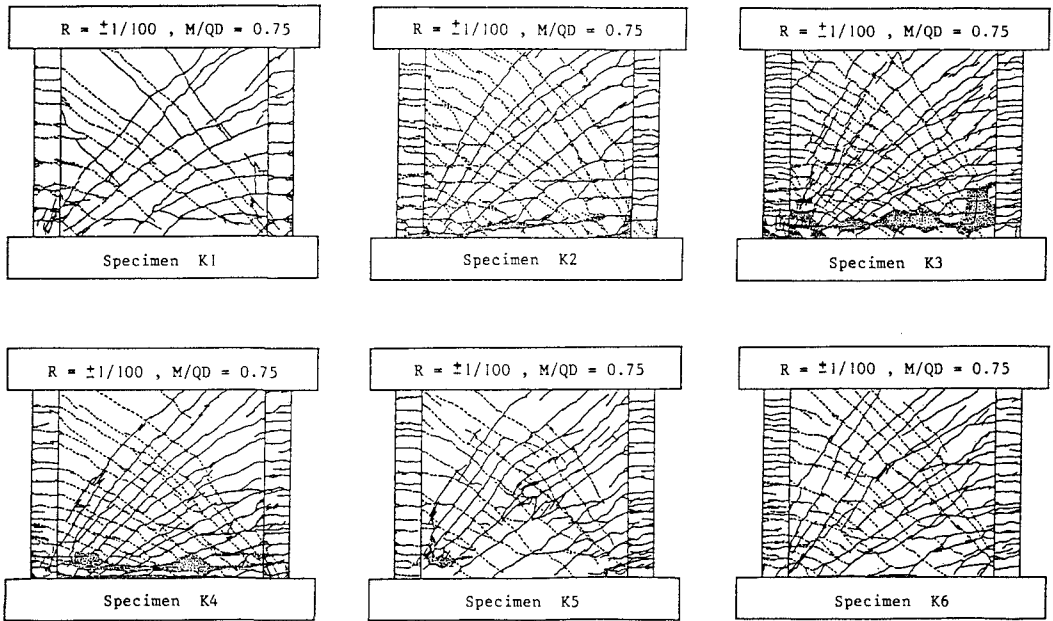 R = ±1/100 , M/QD = 0.75
R = ±1/100 , M/QD = 0.75
R = ±1/100 , M/QD = 0.75
Specimen K1
Specimen K2
Specimen K3
R = ±1/100 , M/QD = 0.75
R = ±1/100 , M/QD = 0.75
R = ±1/100 , M/QD = 0.75
Specimen K4
Specimen K5
Specimen K6